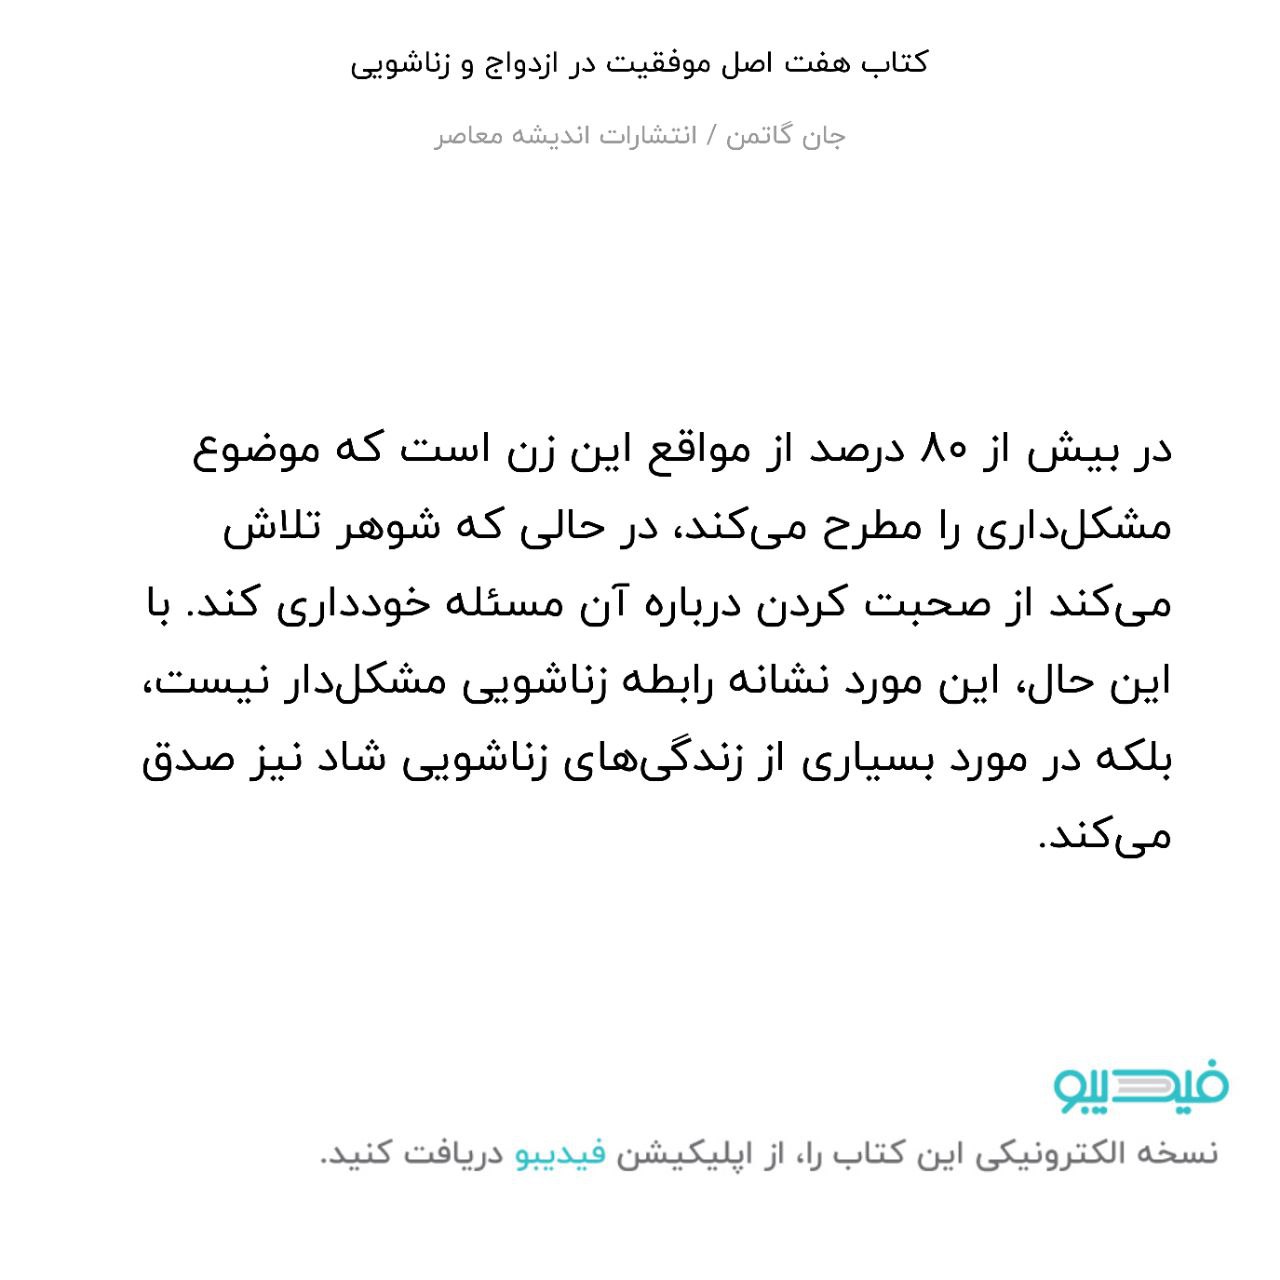 کتاب هفت اصل موفقیت در ازدواج و زناشویی
جان گاتمن / انتشارات اندیشه معاصر
در بیش از ۸۰ درصد از مواقع این زن است که موضوع
مشکل‌داری را مطرح می‌کند، در حالی که شوهر تلاش
می‌کند از صحبت کردن درباره آن مسئله خودداری کند. با
این حال، این مورد نشانه رابطه زناشویی مشکل‌دار نیست،
بلکه در مورد بسیاری از زندگی‌های زناشویی شاد نیز صدق
می‌کند.
فیدیبو
نسخه الکترونیکی این کتاب را، از اپلیکیشن فیدیبو دریافت کنید.